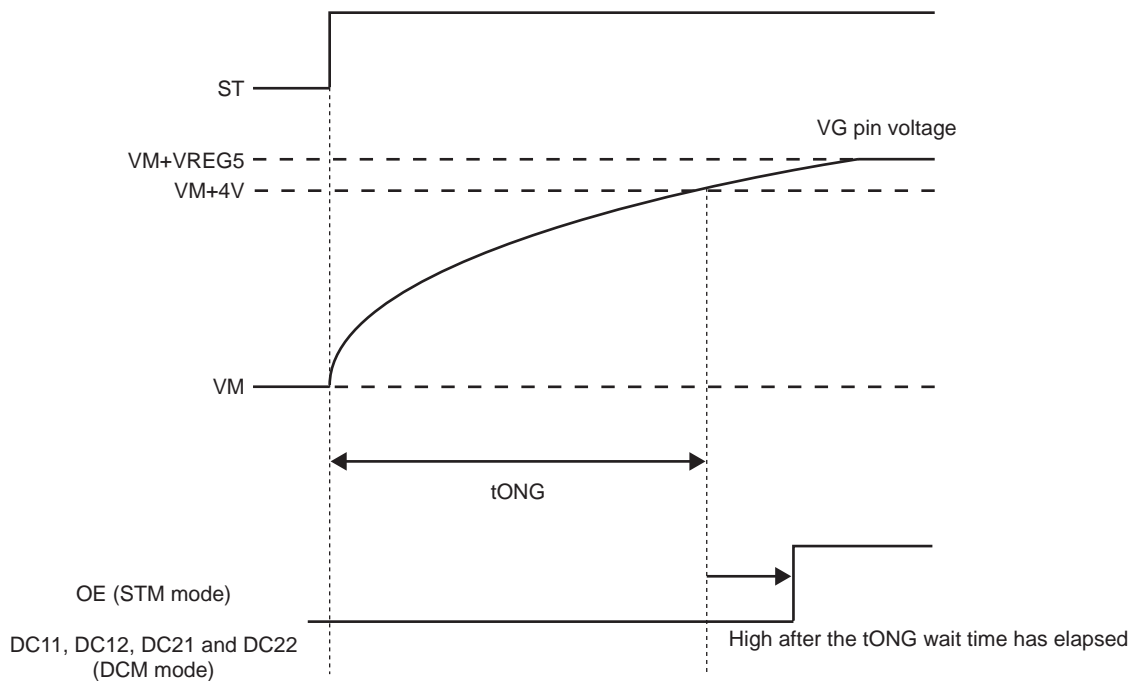 ST
VG pin voltage
VM+VREG5
VM+4V
VM
tONG
OE (STM mode)
DC11, DC12, DC21 and DC22
(DCM mode)
High after the tONG wait time has elapsed